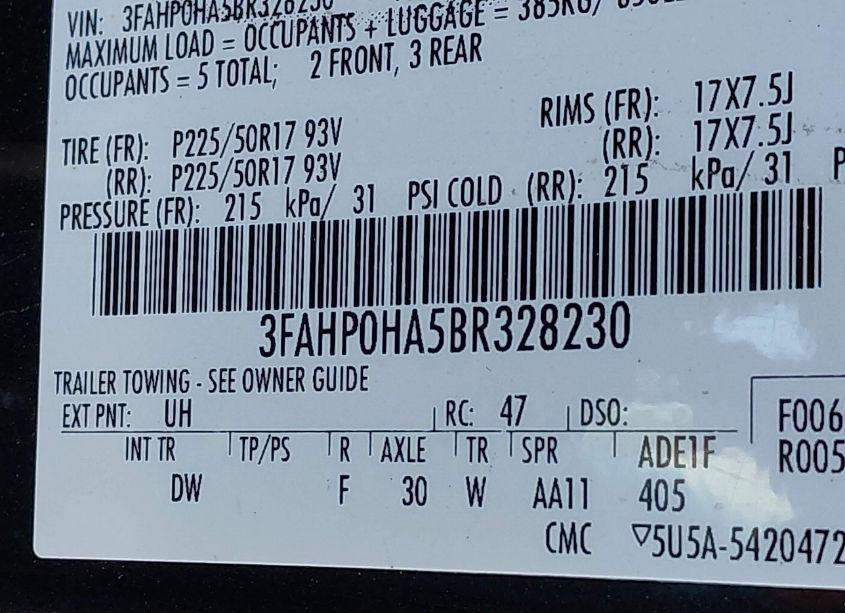 VIN: 3FAHP0HA5BR328230
MAXIMUM LOAD = OCCUPANTS + LUGGAGE = 385KG/
OCCUPANTS = 5 TOTAL; 2 FRONT, 3 REAR
TIRE (FR): P225/50R17 93V RIMS (FR): 17X7.5J
(RR): P225/50R17 93V (RR): 17X7.5J
PRESSURE (FR): 215 kPa/ 31 PSI COLD (RR): 215 kPa/ 31 P
3FAHP0HA5BR328230
TRAILER TOWING - SEE OWNER GUIDE
EXT PNT: UH RC: 47 DSO: F006
INT TR TP/PS R AXLE TR SPR ADE1F R005
DW F 30 W AA11 405
CMC ▽5U5A-5420472